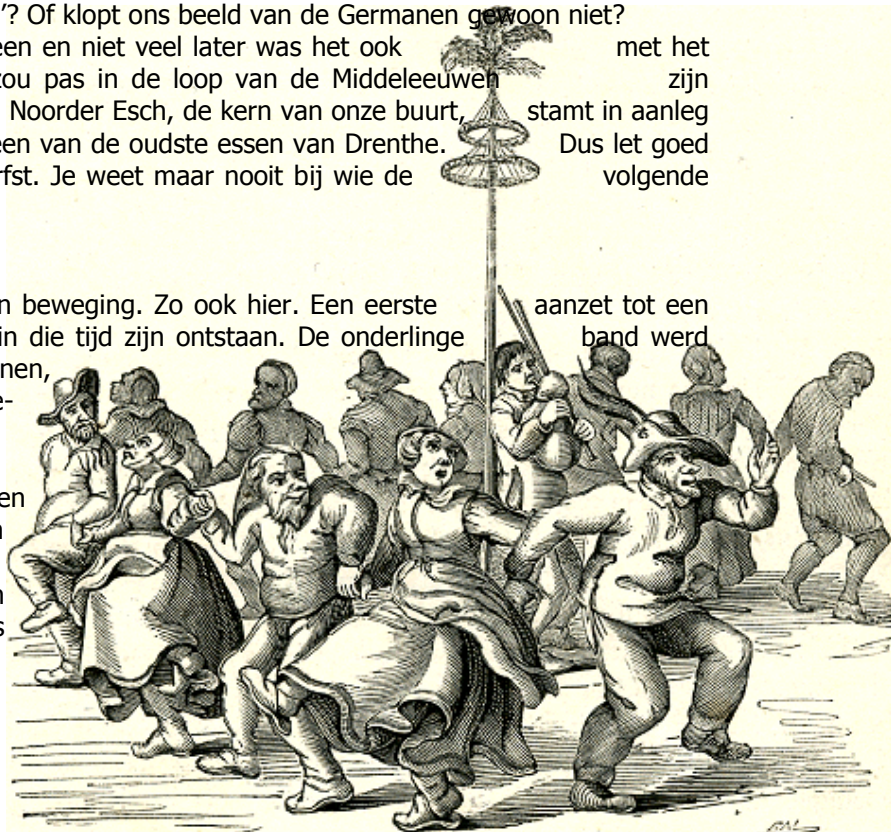 ’? Of klopt ons beeld van de Germanen gewoon niet?
een en niet veel later was het ook met het
zou pas in de loop van de Middeleeuwen zijn
Noorder Esch, de kern van onze buurt, stamt in aanleg
een van de oudste essen van Drenthe. Dus let goed
rfst. Je weet maar nooit bij wie de volgende
n beweging. Zo ook hier. Een eerste aanzet tot een
in die tijd zijn ontstaan. De onderlinge band werd
nen,
e-
en
n
n
s